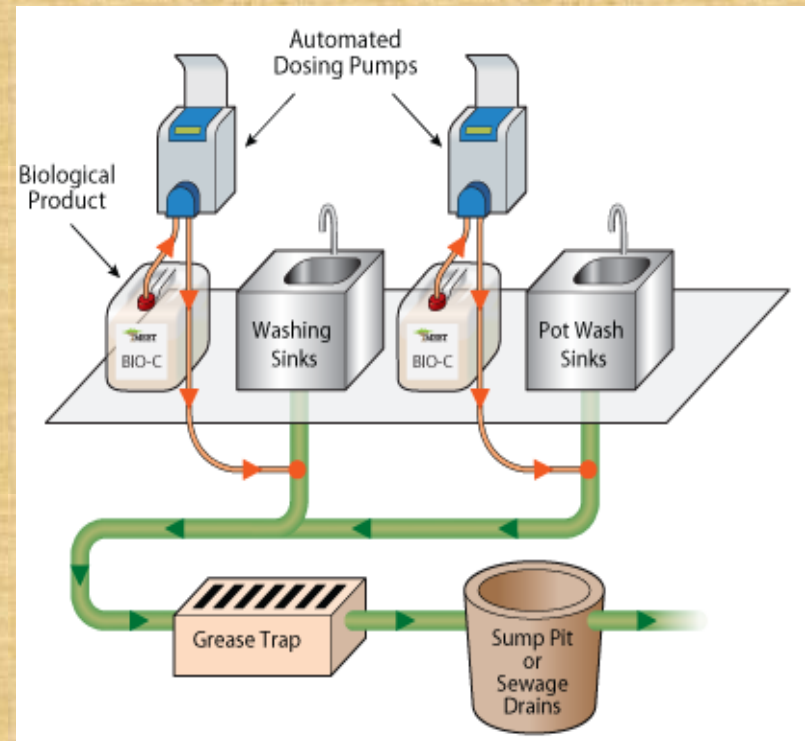 Automated
Dosing Pumps
Biological
Product
Washing
Sinks
Pot Wash
Sinks
BIO-C
BIO-C
Grease Trap
Sump Pit
or
Sewage
Drains